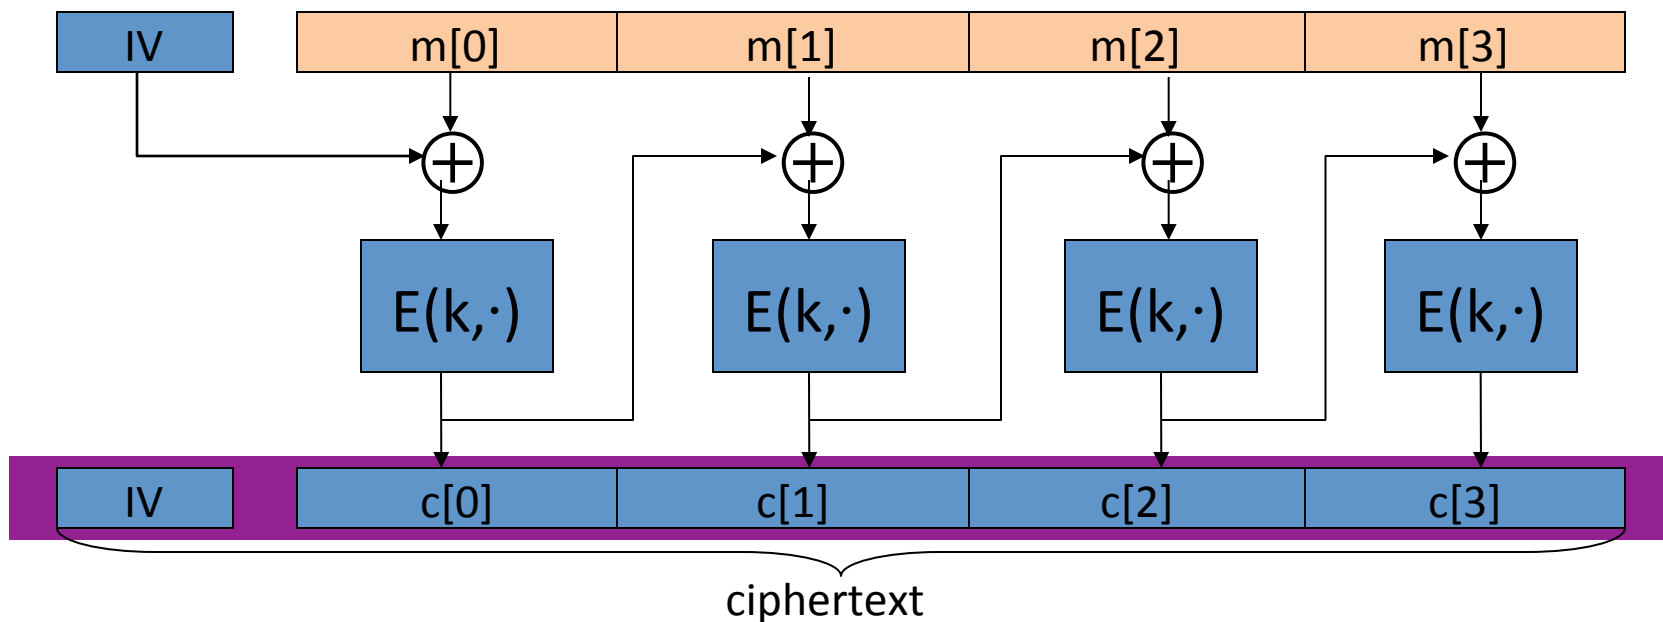 IV m[0] m[1] m[2] m[3]
E(k,·) E(k,·) E(k,·) E(k,·)
IV c[0] c[1] c[2] c[3]
ciphertext